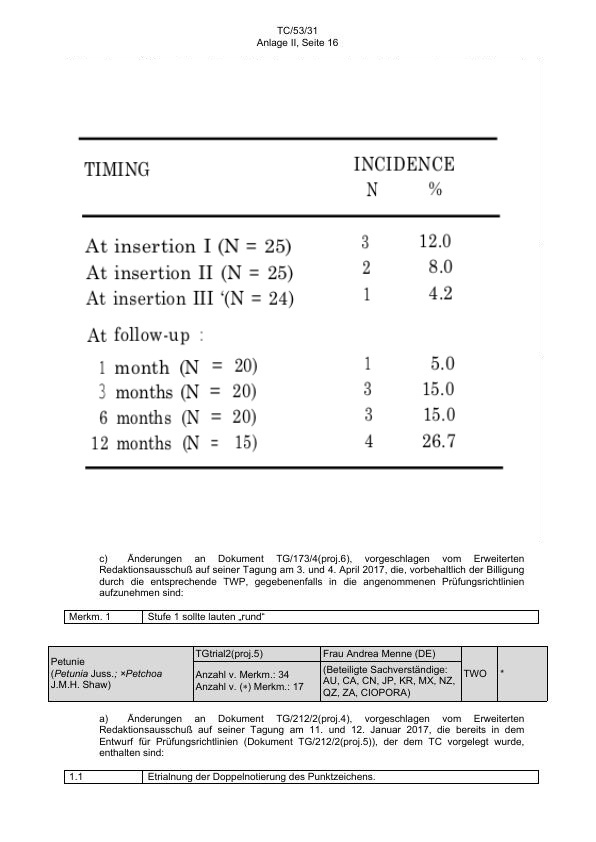 TC/53/31
Anlage II, Seite 16
TIMING INCIDENCE
N %
At insertion I (N = 25) 3 12.0
At insertion II (N = 25) 2 8.0
At insertion III ‘(N = 24) 1 4.2
At follow-up :
1 month (N = 20) 1 5.0
3 months (N = 20) 3 15.0
6 months (N = 20) 3 15.0
12 months (N = 15) 4 26.7
c) Änderungen an Dokument TG/173/4(proj.6), vorgeschlagen vom Erweiterten
Redaktionsausschuß auf seiner Tagung am 3. und 4. April 2017, die, vorbehaltlich der Billigung
durch die entsprechende TWP, gegebenenfalls in die angenommenen Prüfungsrichtlinien
aufzunehmen sind:
Merkm. 1 Stufe 1 sollte lauten „rund“
Petunie
(Petunia Juss.; ×Petchoa
J.M.H. Shaw)
TGtrial2(proj.5)
Anzahl v. Merkm.: 34
Anzahl v. (*) Merkm.: 17
Frau Andrea Menne (DE)
(Beteiligte Sachverständige:
AU, CA, CN, JP, KR, MX, NZ,
QZ, ZA, CIOPORA)
TWO
*
a) Änderungen an Dokument TG/212/2(proj.4), vorgeschlagen vom Erweiterten
Redaktionsausschuß auf seiner Tagung am 11. und 12. Januar 2017, die bereits in dem
Entwurf für Prüfungsrichtlinien (Dokument TG/212/2(proj.5)), der dem TC vorgelegt wurde,
enthalten sind:
1.1 Etrialnung der Doppelnotierung des Punktzeichens.